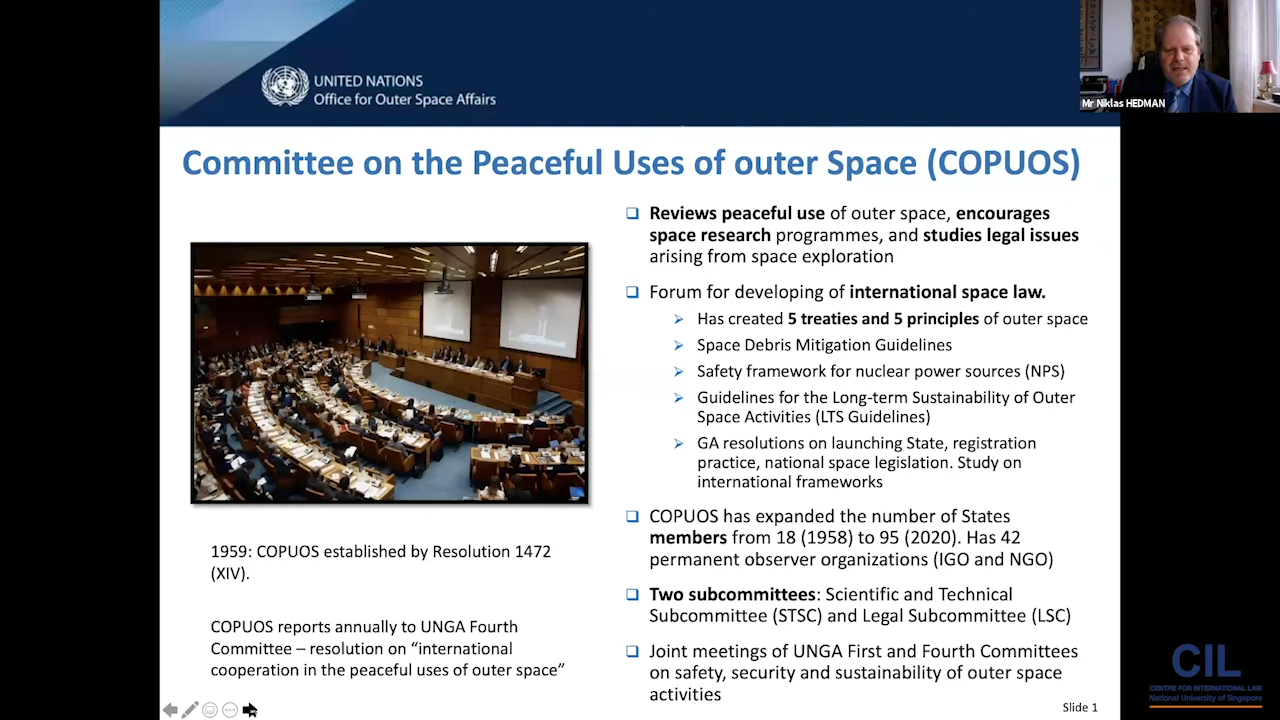 UNITED NATIONS
Office for Outer Space Affairs
Mr Niklas HEDMAN
Committee on the Peaceful Uses of outer Space (COPUOS)
Reviews peaceful use of outer space, encourages
space research programmes, and studies legal issues
arising from space exploration
Forum for developing of international space law.
Has created 5 treaties and 5 principles of outer space
Space Debris Mitigation Guidelines
Safety framework for nuclear power sources (NPS)
Guidelines for the Long-term Sustainability of Outer
Space Activities (LTS Guidelines)
GA resolutions on launching State, registration
practice, national space legislation. Study on
international frameworks
COPUOS has expanded the number of States
members from 18 (1958) to 95 (2020). Has 42
permanent observer organizations (IGO and NGO)
Two subcommittees: Scientific and Technical
Subcommittee (STSC) and Legal Subcommittee (LSC)
Joint meetings of UNGA First and Fourth Committees
on safety, security and sustainability of outer space
activities
1959: COPUOS established by Resolution 1472
(XIV).
COPUOS reports annually to UNGA Fourth
Committee – resolution on “international
cooperation in the peaceful uses of outer space”
Slide 1
CIL
CENTRE FOR INTERNATIONAL LAW
National University of Singapore